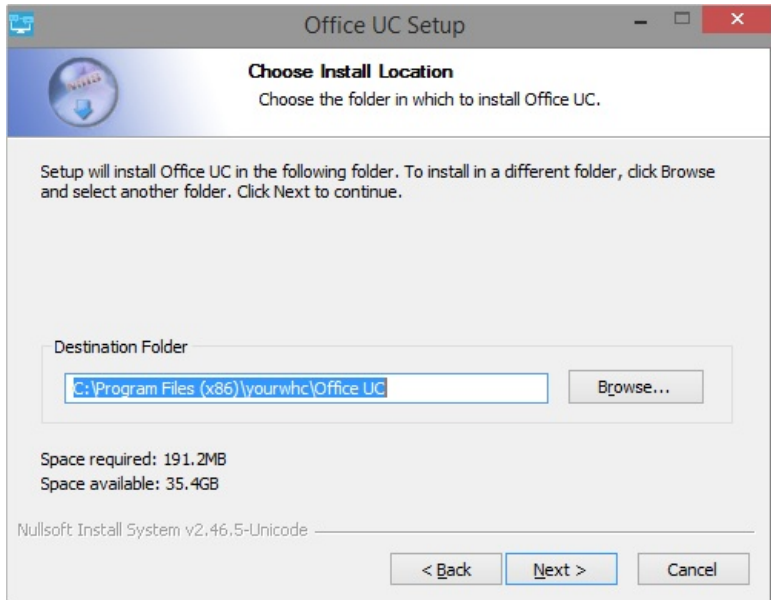 Office UC Setup
Choose Install Location
Choose the folder in which to install Office UC.
Setup will install Office UC in the following folder. To install in a different folder, click Browse
and select another folder. Click Next to continue.
Destination Folder
C:\Program Files (x86)\yourwhc\Office UC
Browse...
Space required: 191.2MB
Space available: 35.4GB
Nullsoft Install System v2.46.5-Unicode
< Back
Next >
Cancel